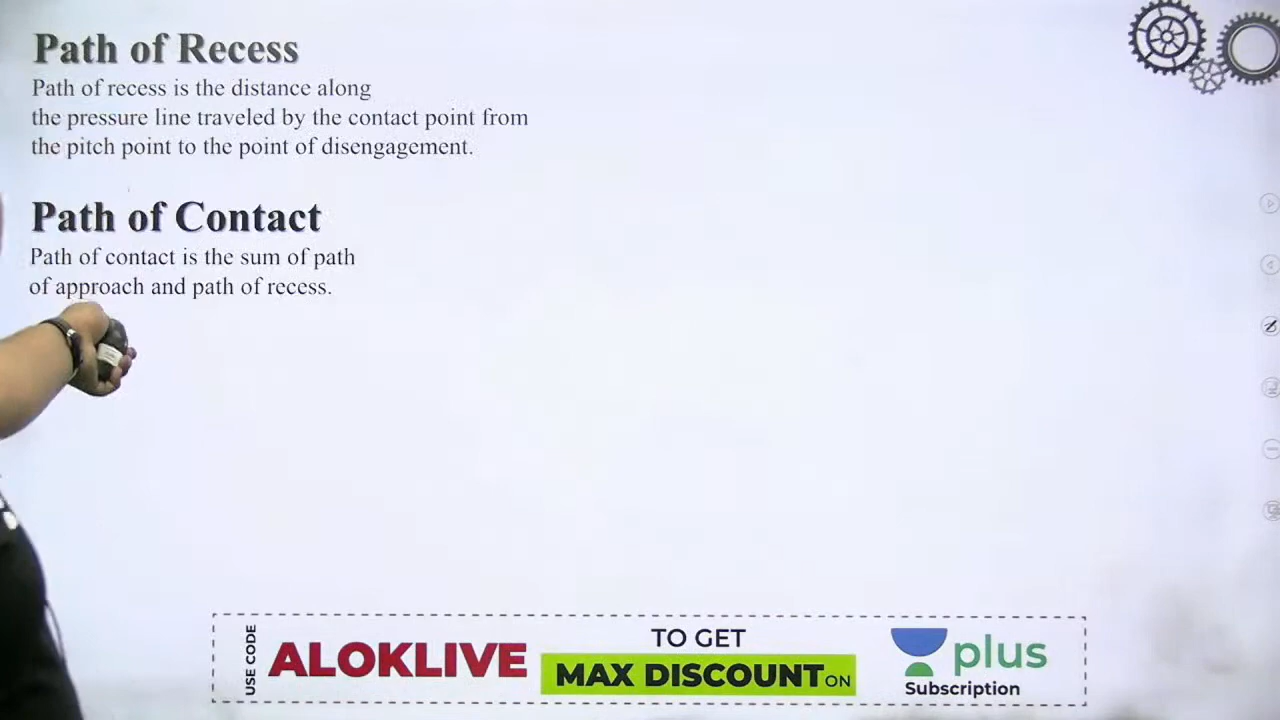 Path of Recess
Path of recess is the distance along
the pressure line traveled by the contact point from
the pitch point to the point of disengagement.
Path of Contact
Path of contact is the sum of path
of approach and path of recess.
USE CODE
ALOKLIVE
TO GET
MAX DISCOUNT ON
plus
Subscription